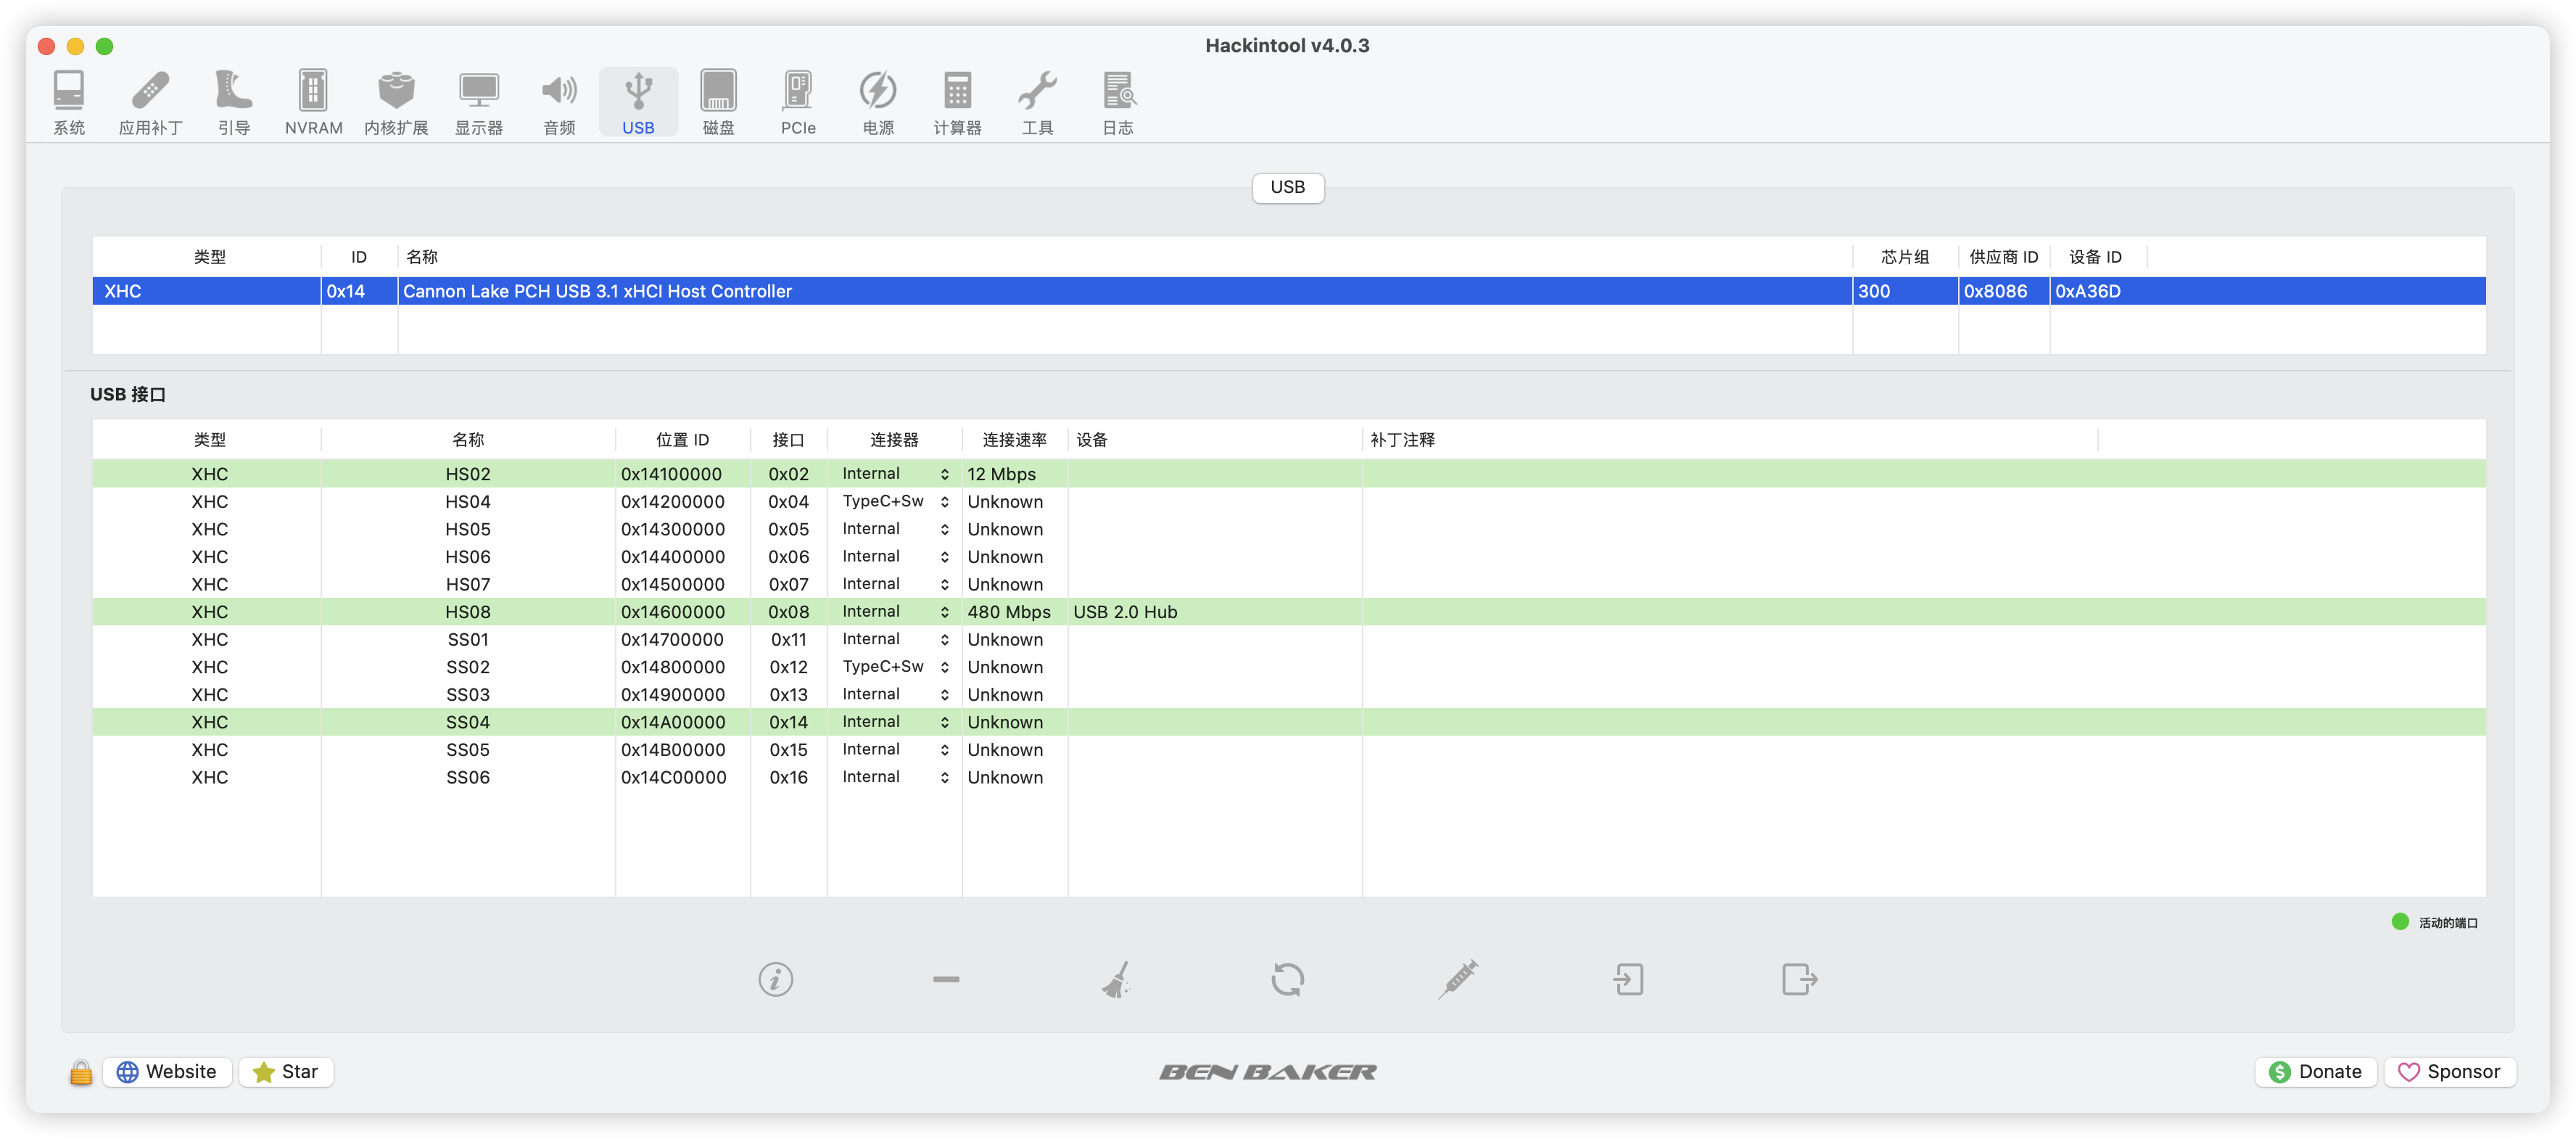 Hackintool v4.0.3
系统 应用补丁 引导 NVRAM 内核扩展 显示器 音频 USB 磁盘 PCIe 电源 计算器 工具 日志
USB
类型 ID 名称 芯片组 供应商 ID 设备 ID
XHC 0x14 Cannon Lake PCH USB 3.1 xHCI Host Controller 300 0x8086 0xA36D
USB 接口
类型 名称 位置 ID 接口 连接器 连接速率 设备 补丁注释
XHC HS02 0x14100000 0x02 Internal 12 Mbps
XHC HS04 0x14200000 0x04 TypeC+Sw Unknown
XHC HS05 0x14300000 0x05 Internal Unknown
XHC HS06 0x14400000 0x06 Internal Unknown
XHC HS07 0x14500000 0x07 Internal Unknown
XHC HS08 0x14600000 0x08 Internal 480 Mbps USB 2.0 Hub
XHC SS01 0x14700000 0x11 Internal Unknown
XHC SS02 0x14800000 0x12 TypeC+Sw Unknown
XHC SS03 0x14900000 0x13 Internal Unknown
XHC SS04 0x14A00000 0x14 Internal Unknown
XHC SS05 0x14B00000 0x15 Internal Unknown
XHC SS06 0x14C00000 0x16 Internal Unknown
活动的端口
Website Star BEN BAKER Donate Sponsor